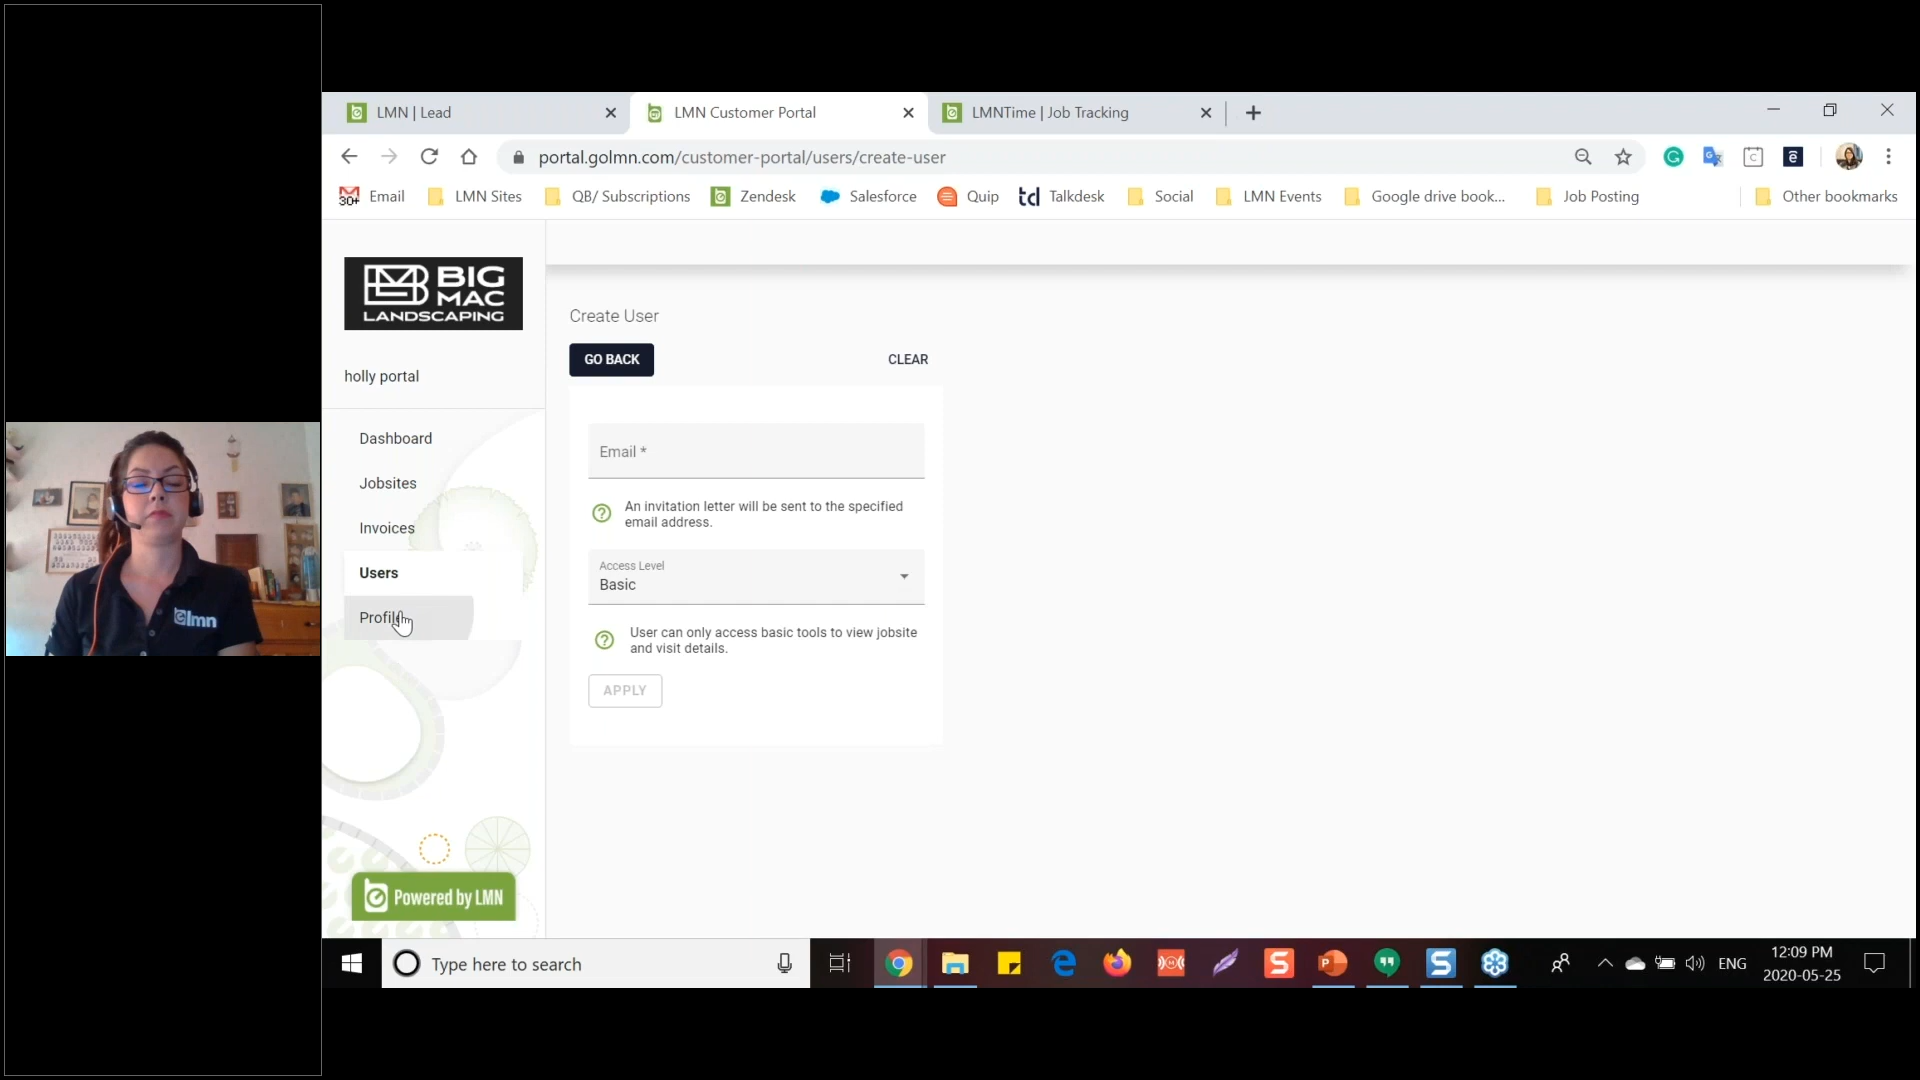 LMN | Lead
LMN Customer Portal
LMNTime | Job Tracking
portal.golmn.com/customer-portal/users/create-user
30+ Email
LMN Sites
QB/ Subscriptions
Zendesk
Salesforce
Quip
td Talkdesk
Social
LMN Events
Google drive book...
Job Posting
Other bookmarks
BIG
MAC
LANDSCAPING
holly portal
Dashboard
Jobsites
Invoices
Users
Profile
Powered by LMN
Create User
GO BACK
CLEAR
Email *
An invitation letter will be sent to the specified
email address.
Access Level
Basic
User can only access basic tools to view jobsite
and visit details.
APPLY
lmn
Type here to search
ENG
12:09 PM
2020-05-25